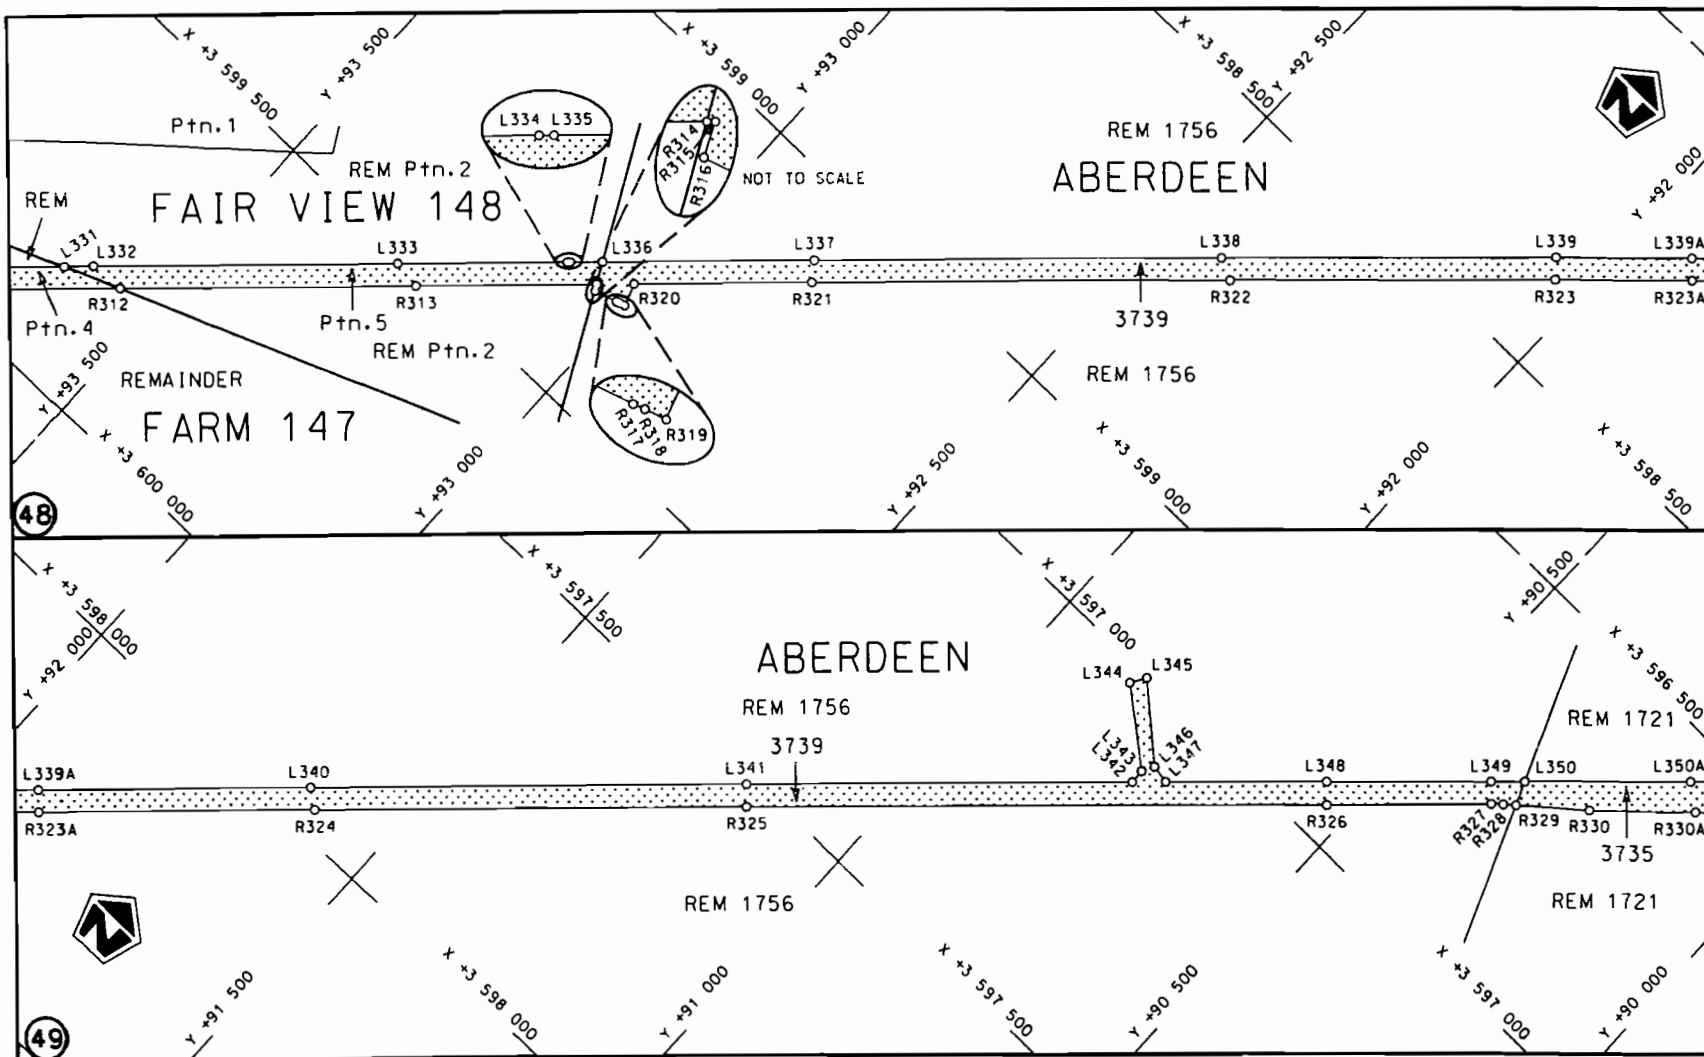 X +3 599 500
Y +93 500
X +3 599 000
Y +93 000
X +3 598 500
Y +92 500
Ptn.1
L334 L335
R314
R315
R316
NOT TO SCALE
REM 1756
ABERDEEN
Y +92 000
REM Ptn.2
FAIR VIEW 148
REM
L331
L332
L333
L336
L337
L338
L339
L339A
Ptn.4
R312
Ptn.5
R313
R320
R321
R322
R323
R323A
3739
REM Ptn.2
REM 1756
Y +93 500
REMAINDER
FARM 147
R317
R318
R319
X +3 600 000
Y +93 000
Y +92 500
X +3 599 000
Y +92 000
X +3 598 500
48
X +3 598 000
Y +92 000
X +3 597 500
X +3 597 000
Y +90 500
X +3 596 500
ABERDEEN
REM 1756
3739
L344
L345
L343
L342
L346
L347
REM 1721
L339A
L340
L341
L348
L349
L350
L350A
R323A
R324
R325
R326
R327
R328
R329
R330
R330A
3735
REM 1756
REM 1721
Y +91 500
X +3 598 000
Y +91 000
X +3 597 500
Y +90 500
X +3 597 000
Y +90 000
49